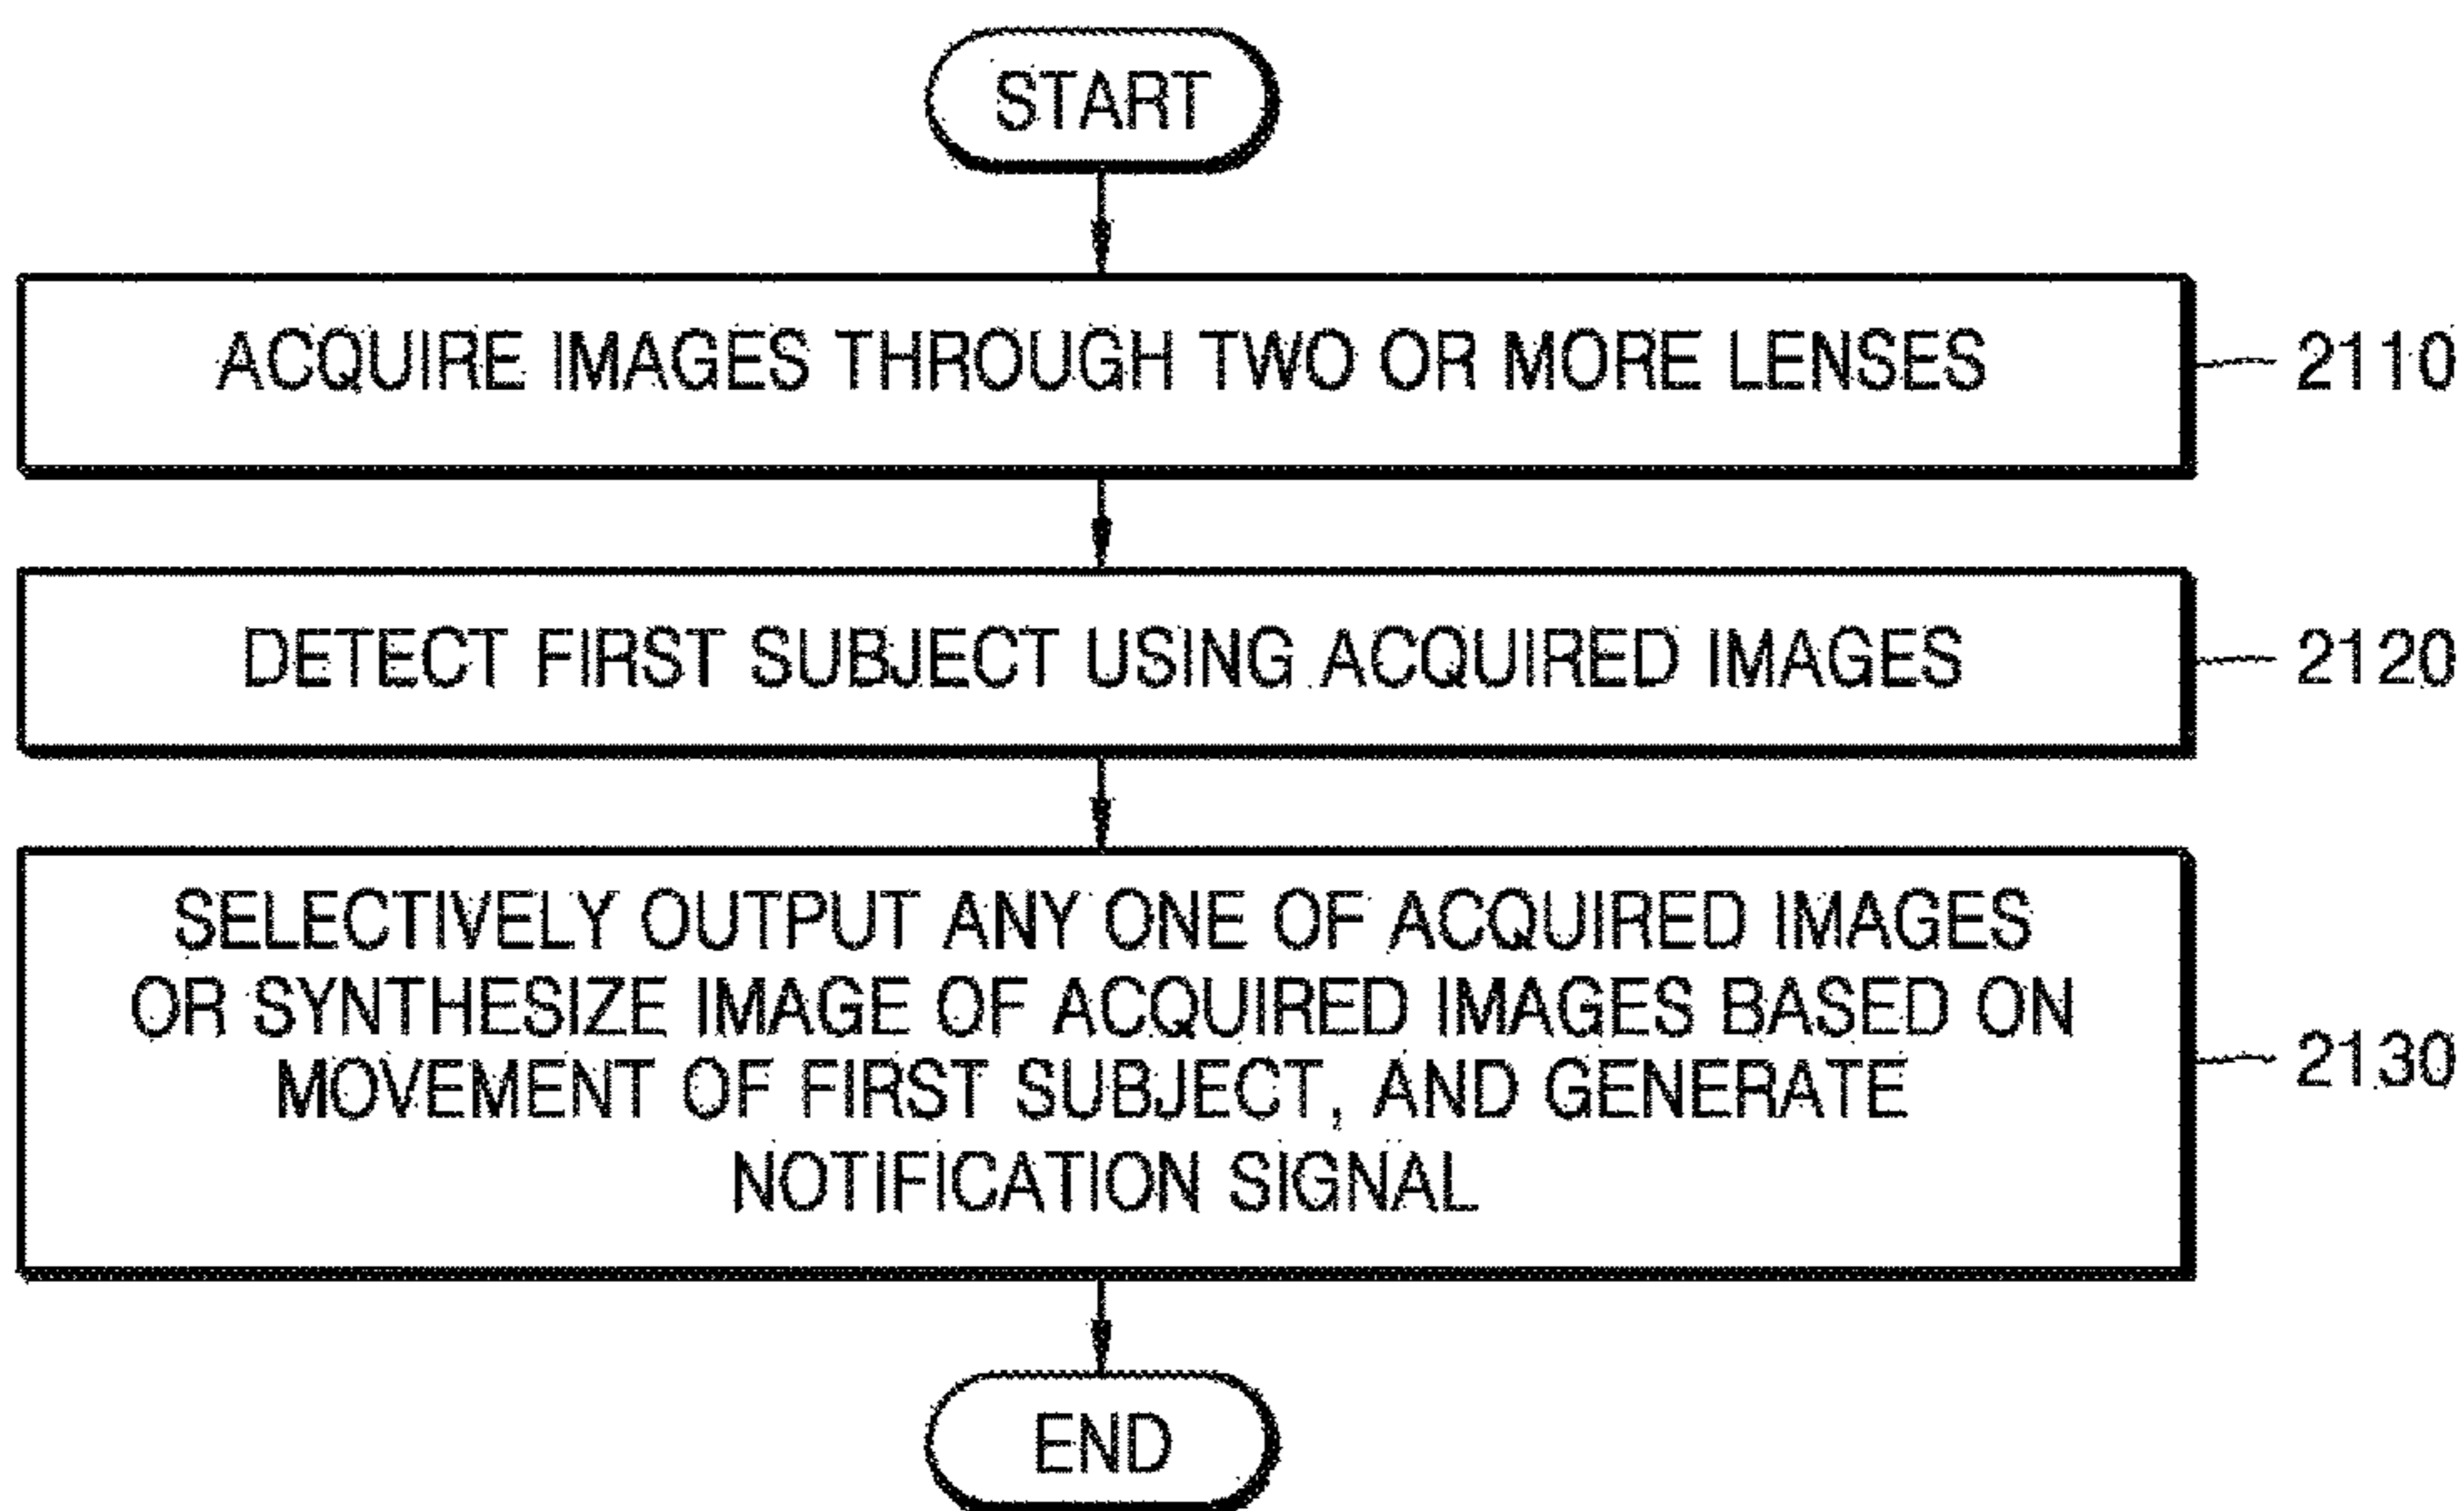 START
ACQUIRE IMAGES THROUGH TWO OR MORE LENSES
2110
DETECT FIRST SUBJECT USING ACQUIRED IMAGES
2120
SELECTIVELY OUTPUT ANY ONE OF ACQUIRED IMAGES
OR SYNTHESIZE IMAGE OF ACQUIRED IMAGES BASED ON
MOVEMENT OF FIRST SUBJECT, AND GENERATE
NOTIFICATION SIGNAL
2130
END